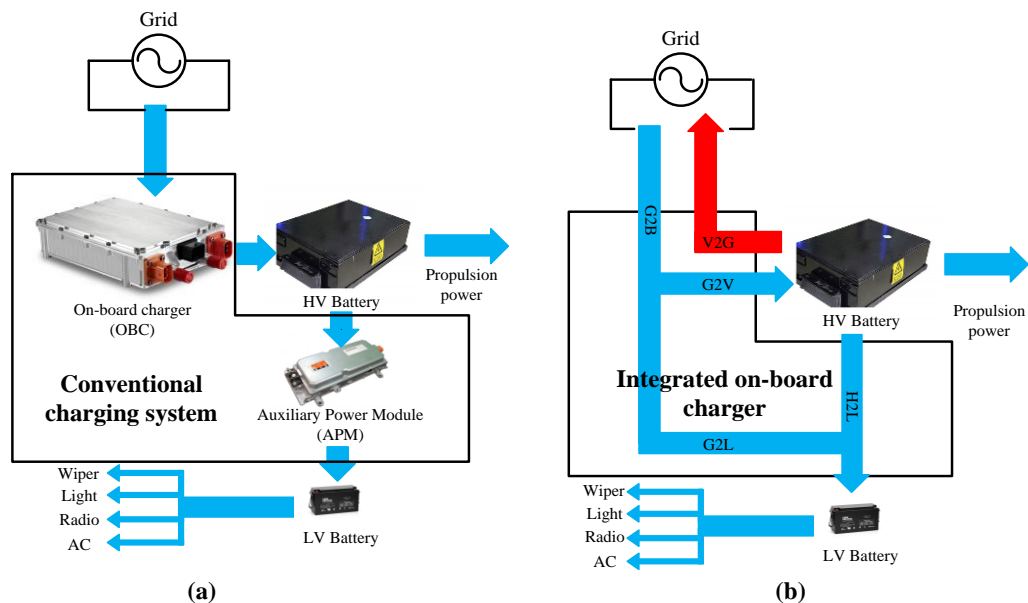 Grid
On-board charger
(OBC)
HV Battery
Propulsion
power
Conventional
charging system
Auxiliary Power Module
(APM)
Wiper
Light
Radio
AC
LV Battery
(a)
Grid
G2B
V2G
G2V
HV Battery
Propulsion
power
Integrated on-board
charger
H2L
G2L
Wiper
Light
Radio
AC
LV Battery
(b)